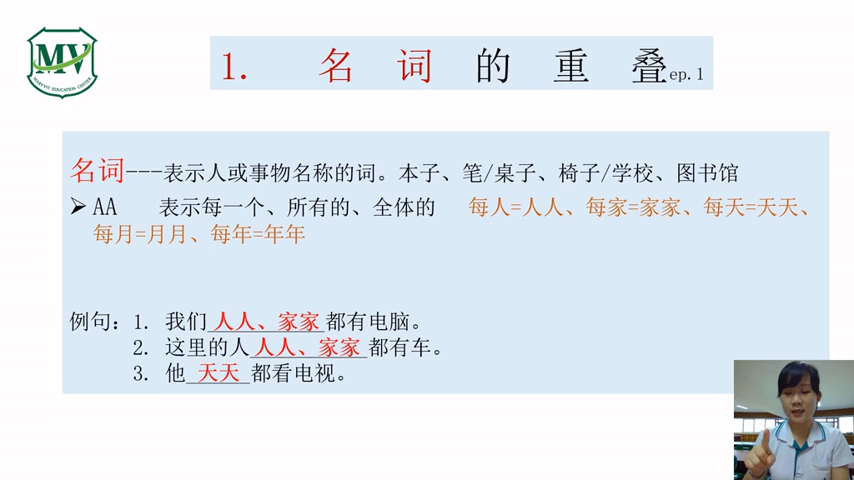 MV
MARYVIT EDUCATION CENTER
1. 名 词 的 重 叠ep.1
名词---表示人或事物名称的词。本子、笔/桌子、椅子/学校、图书馆
➢ AA 表示每一个、所有的、全体的 每人=人人、每家=家家、每天=天天、
每月=月月、每年=年年
例句：1. 我们 人人、家家 都有电脑。
2. 这里的人 人人、家家 都有车。
3. 他 天天 都看电视。